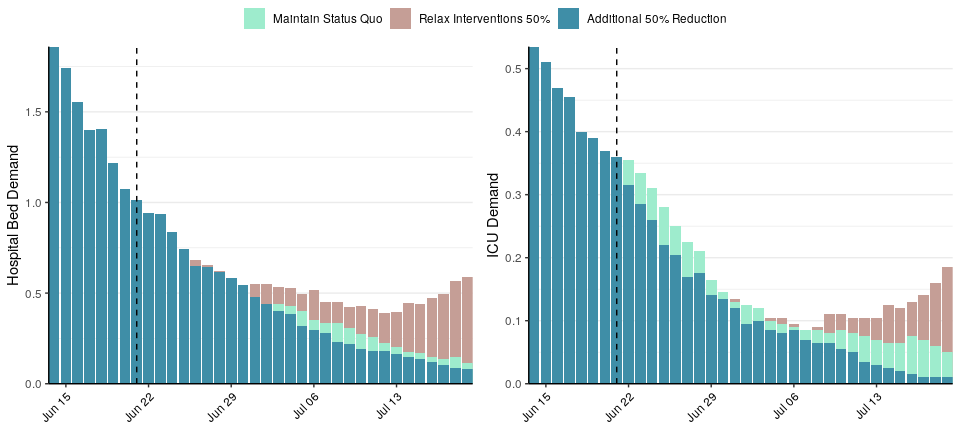 Maintain Status Quo Relax Interventions 50% Additional 50% Reduction
Hospital Bed Demand
1.5
1.0
0.5
0.0
Jun 15 Jun 22 Jun 29 Jul 06 Jul 13
ICU Demand
0.5
0.4
0.3
0.2
0.1
0.0
Jun 15 Jun 22 Jun 29 Jul 06 Jul 13